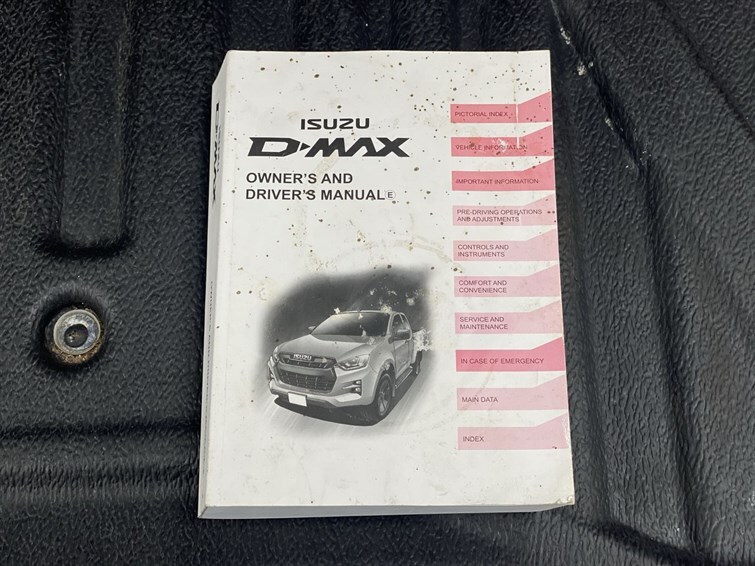 ISUZU
D-MAX
OWNER'S AND
DRIVER'S MANUAL E
PICTORIAL INDEX
VEHICLE INFORMATION
IMPORTANT INFORMATION
PRE-DRIVING OPERATIONS
AND ADJUSTMENTS
CONTROLS AND
INSTRUMENTS
COMFORT AND
CONVENIENCE
SERVICE AND
MAINTENANCE
IN CASE OF EMERGENCY
MAIN DATA
INDEX
ISUZU